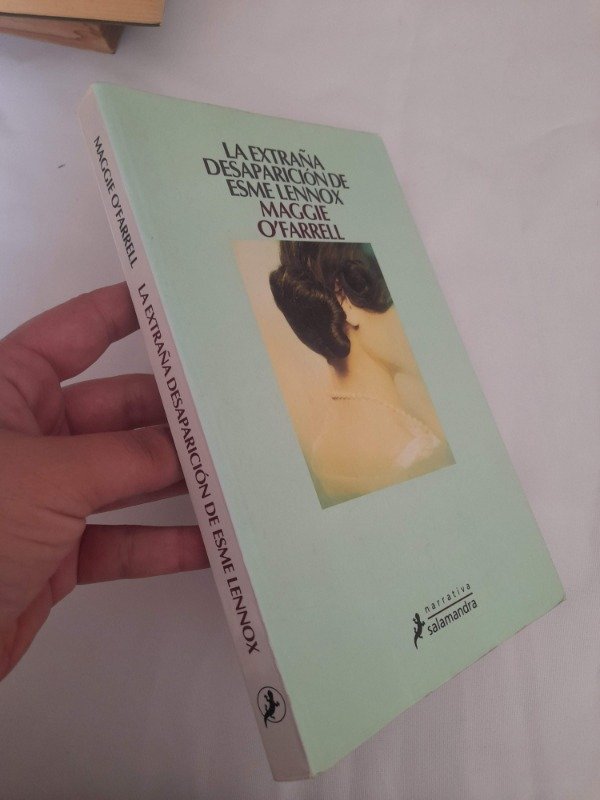 LA EXTRAÑA
DESAPARICIÓN DE
ESME LENNOX
MAGGIE
O'FARRELL
narrativa
salamandra
MAGGIE O'FARRELL LA EXTRAÑA DESAPARICIÓN DE ESME LENNOX